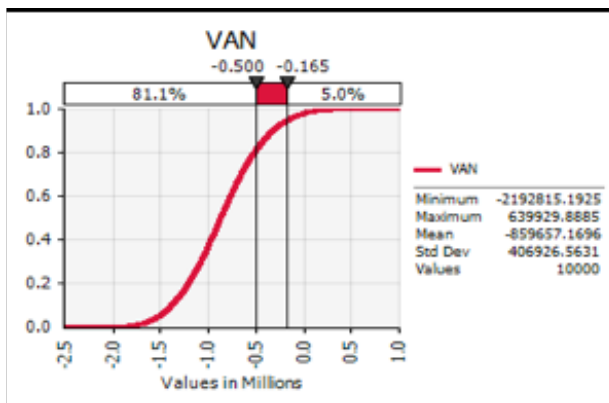 VAN
-0.500 -0.165
81.1% 5.0%
1.0
0.8
0.6
0.4
0.2
0.0
-2.5 -2.0 -1.5 -1.0 -0.5 0.0 0.5 1.0
Values in Millions
VAN
Minimum -2192815.1925
Maximum 639929.8885
Mean -859657.1696
Std Dev 406926.5631
Values 10000